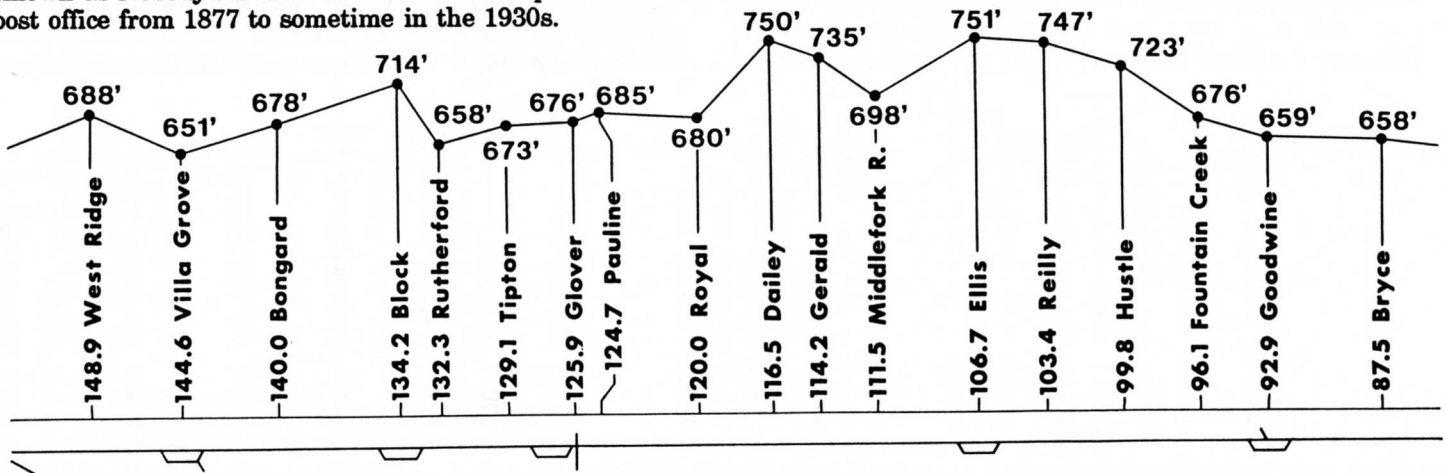 post office from 1877 to sometime in the 1930s.
688'
651'
678'
714'
658'
673'
676'
685'
680'
750'
735'
698'
751'
747'
723'
676'
659'
658'
148.9 West Ridge
144.6 Villa Grove
140.0 Bongard
134.2 Block
132.3 Rutherford
129.1 Tipton
125.9 Glover
124.7 Pauline
120.0 Royal
116.5 Dailey
114.2 Gerald
111.5 Middlefork R.
106.7 Ellis
103.4 Reilly
99.8 Hustle
96.1 Fountain Creek
92.9 Goodwine
87.5 Bryce